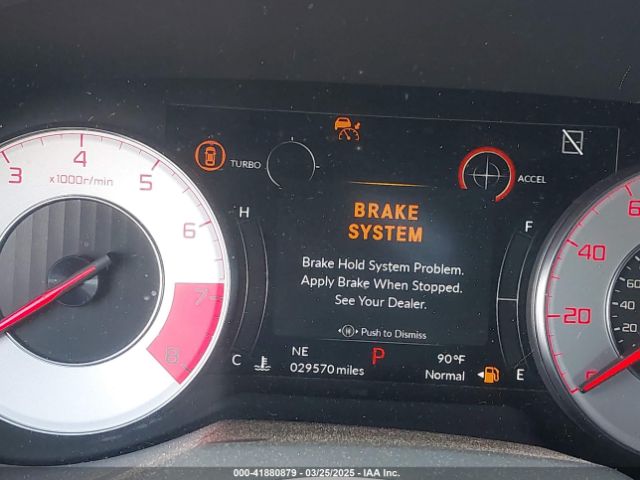 3
4
5
x1000r/min
6
7
8
TURBO
ACCEL
H
F
BRAKE
SYSTEM
Brake Hold System Problem.
Apply Brake When Stopped.
See Your Dealer.
Push to Dismiss
C
NE
P
90°F
E
029570 miles
Normal
60
40
20
40
20
000-41880879 • 03/25/2025 • IAA Inc.